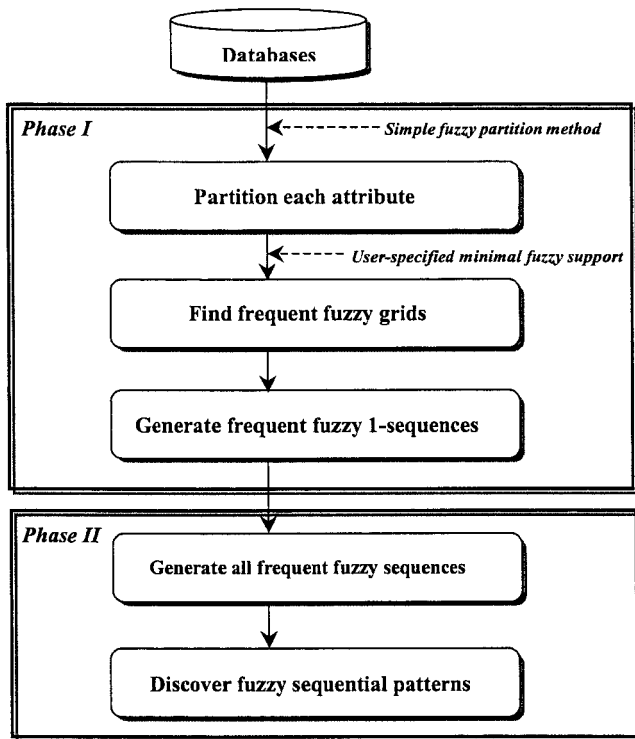 Databases
Phase I
Simple fuzzy partition method
Partition each attribute
User-specified minimal fuzzy support
Find frequent fuzzy grids
Generate frequent fuzzy 1-sequences
Phase II
Generate all frequent fuzzy sequences
Discover fuzzy sequential patterns